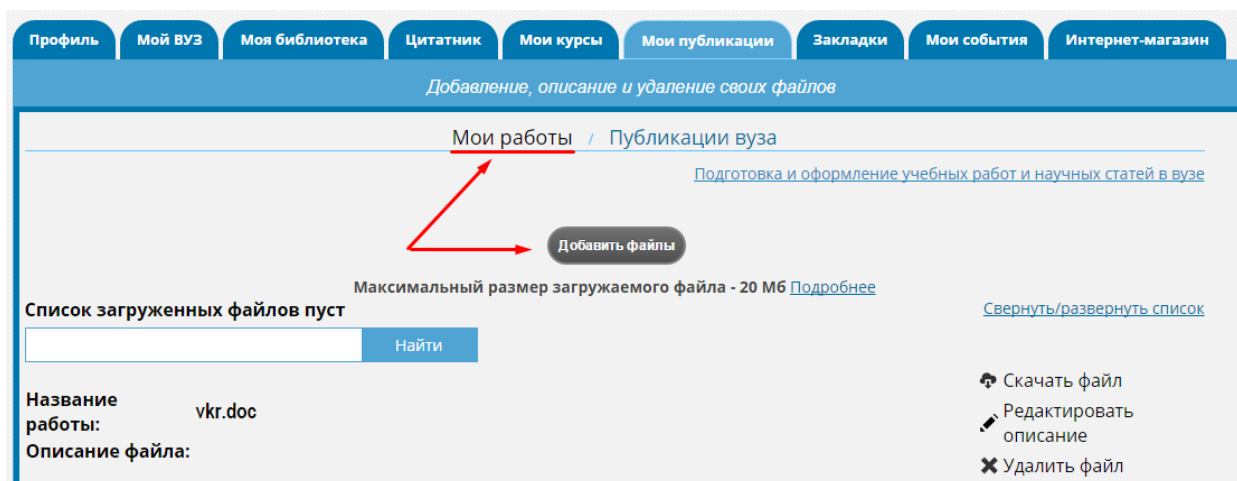 Профиль Мой ВУЗ Моя библиотека Цитатник Мои курсы Мои публикации Закладки Мои события Интернет-магазин
Добавление, описание и удаление своих файлов
Мои работы / Публикации вуза
Подготовка и оформление учебных работ и научных статей в вузе
Добавить файлы
Максимальный размер загружаемого файла - 20 Мб Подробнее
Список загруженных файлов пуст
Свернуть/развернуть список
Найти
Название
работы:
vkr.doc
Описание файла:
Скачать файл
Редактировать
описание
Удалить файл